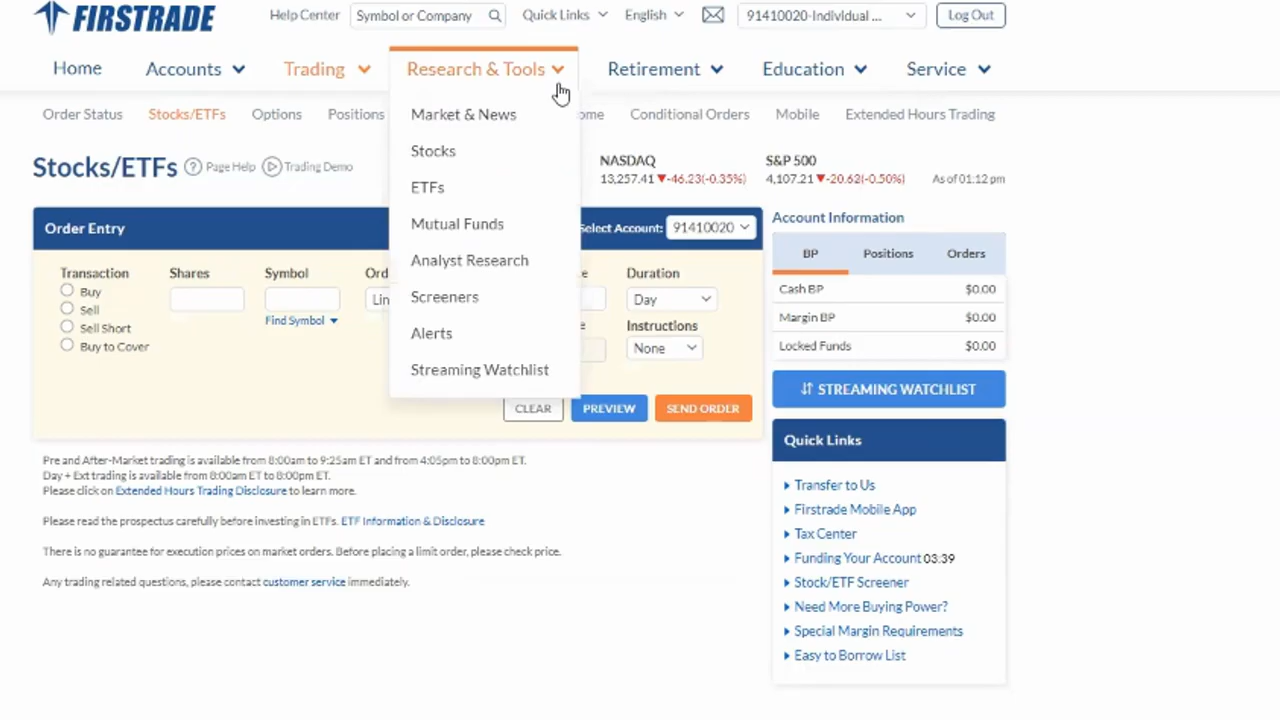 FIRSTRADE
Help Center Symbol or Company Quick Links English 91410020-Individual ... Log Out
Home Accounts Trading Research & Tools Retirement Education Service
Order Status Stocks/ETFs Options Positions ome Conditional Orders Mobile Extended Hours Trading
Market & News
Stocks
ETFs
Mutual Funds
Analyst Research
Screeners
Alerts
Streaming Watchlist
Stocks/ETFs ? Page Help Trading Demo
NASDAQ S&P 500
13,257.41 ▼-46.23(-0.35%) 4,107.21 ▼-20.62(-0.50%) As of 01:12 pm
Order Entry Select Account: 91410020
Transaction Shares Symbol Ord e Duration
Buy
Sell
Sell Short
Buy to Cover
Find Symbol ▼
Lin
Day
e Instructions
None
CLEAR PREVIEW SEND ORDER
Pre and After-Market trading is available from 8:00am to 9:25am ET and from 4:05pm to 8:00pm ET.
Day + Ext trading is available from 8:00am ET to 8:00pm ET.
Please click on Extended Hours Trading Disclosure to learn more.
Please read the prospectus carefully before investing in ETFs. ETF Information & Disclosure
There is no guarantee for execution prices on market orders. Before placing a limit order, please check price.
Any trading related questions, please contact customer service immediately.
Account Information
BP Positions Orders
Cash BP $0.00
Margin BP $0.00
Locked Funds $0.00
STREAMING WATCHLIST
Quick Links
Transfer to Us
Firstrade Mobile App
Tax Center
Funding Your Account 03:39
Stock/ETF Screener
Need More Buying Power?
Special Margin Requirements
Easy to Borrow List